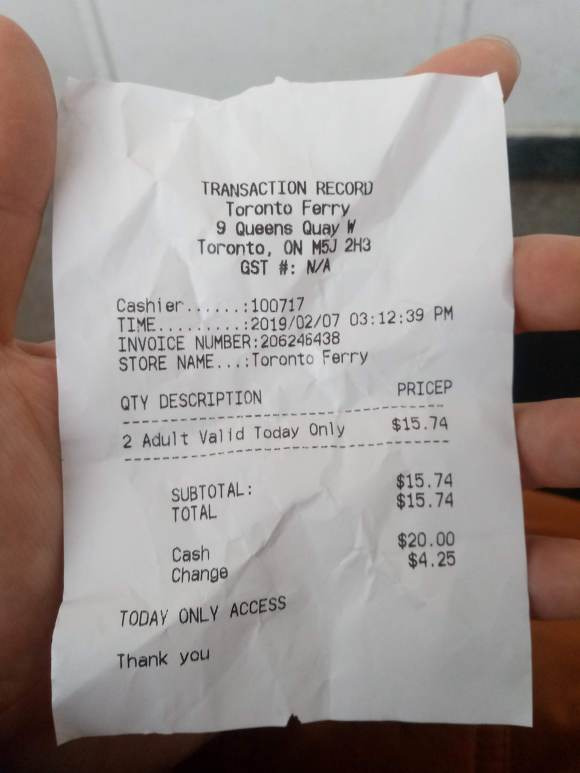 TRANSACTION RECORD
Toronto Ferry
9 Queens Quay W
Toronto, ON M5J 2H3
GST #: N/A
Cashier......:100717
TIME.........:2019/02/07 03:12:39 PM
INVOICE NUMBER:206246438
STORE NAME...:Toronto Ferry
QTY DESCRIPTION PRICEP
2 Adult Valid Today Only $15.74
SUBTOTAL: $15.74
TOTAL $15.74
Cash $20.00
Change $4.25
TODAY ONLY ACCESS
Thank you